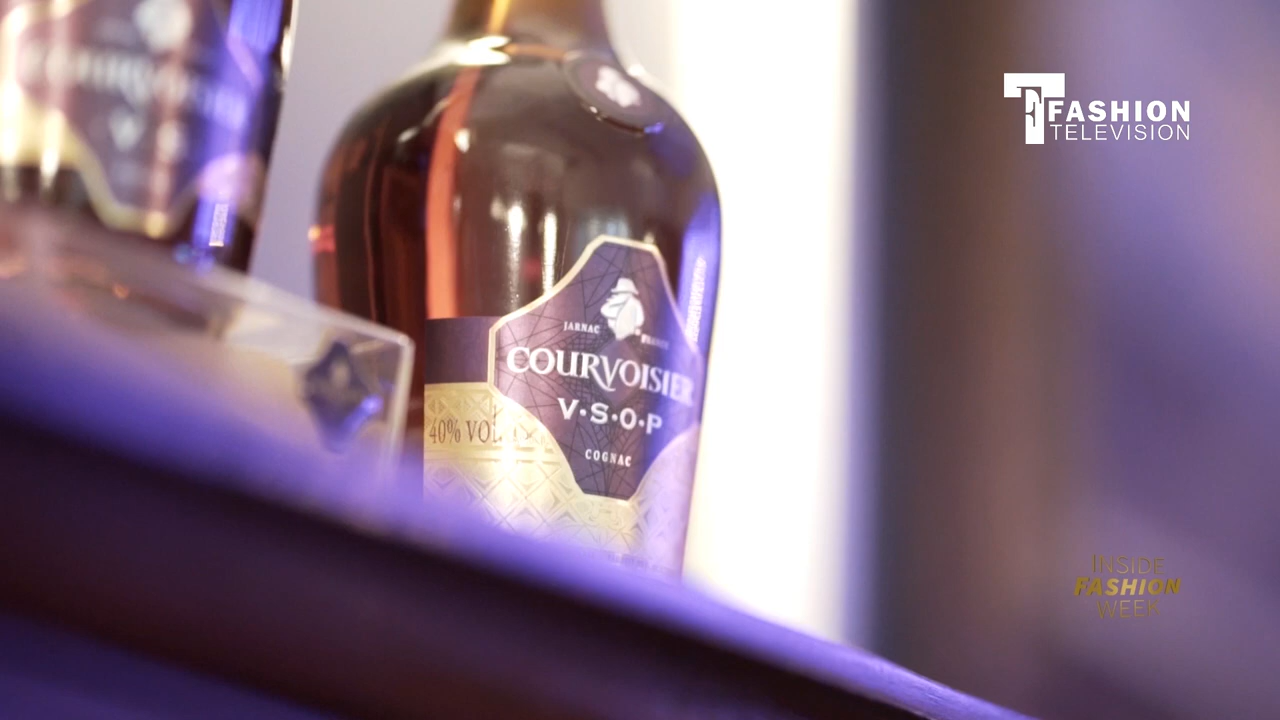 FASHION
TELEVISION
JARNAC
COURVOISIER
V·S·O·P
40% VOL
COGNAC
INSIDE
FASHION
WEEK